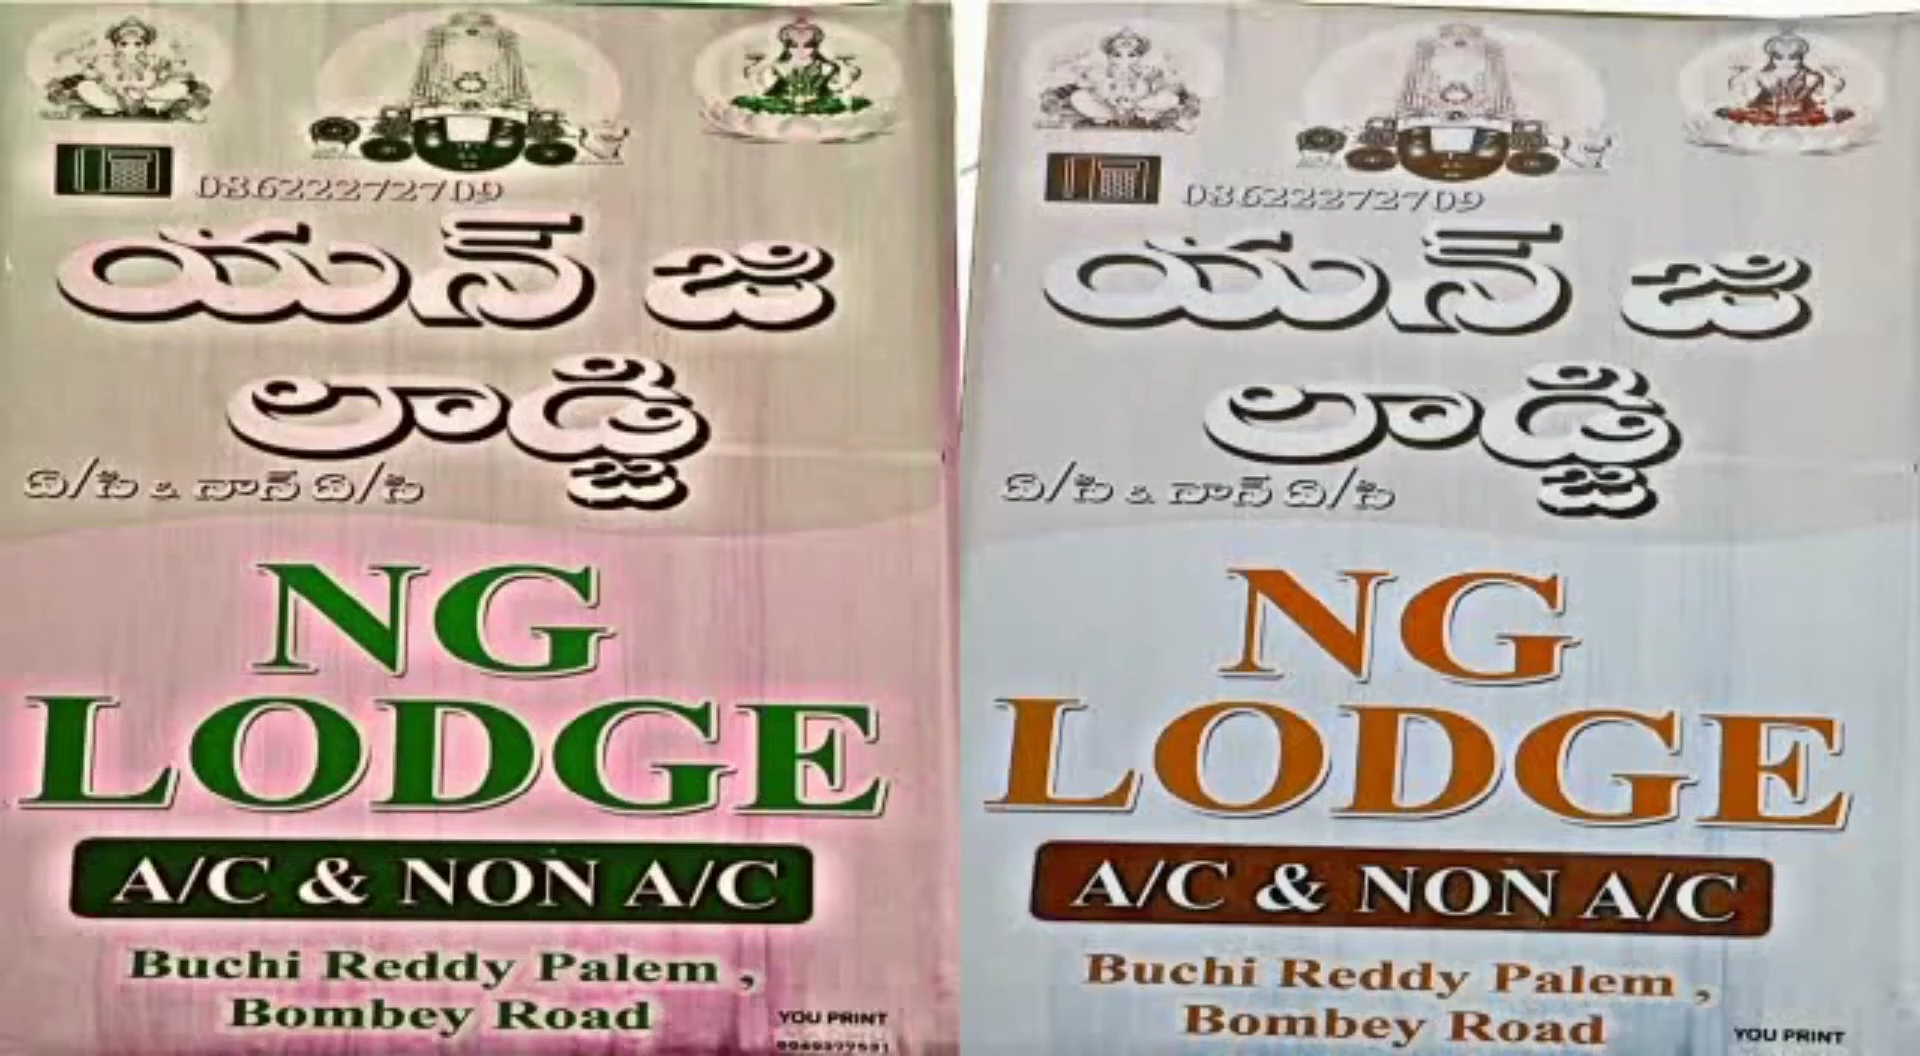 08622272709
యన్ జి
లాడ్జి
ఏ/సి & నాన్ ఏ/సి
NG
LODGE
A/C & NON A/C
Buchi Reddy Palem ,
Bombey Road
YOU PRINT
08622272709
యన్ జి
లాడ్జి
ఏ/సి & నాన్ ఏ/సి
NG
LODGE
A/C & NON A/C
Buchi Reddy Palem ,
Bombey Road
YOU PRINT